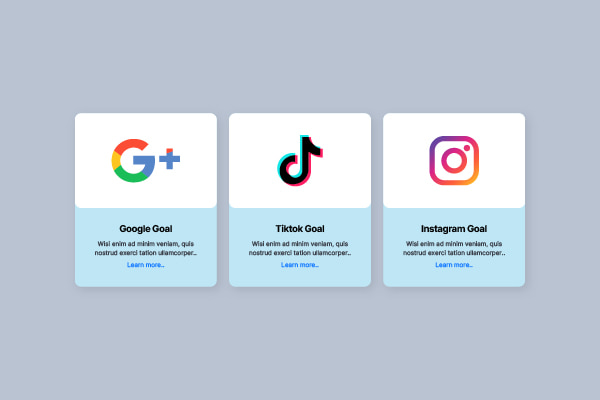 Google Goal
Wisi enim ad minim veniam, quis
nostrud exerci tation ullamcorper..
Learn more..
Tiktok Goal
Wisi enim ad minim veniam, quis
nostrud exerci tation ullamcorper..
Learn more..
Instagram Goal
Wisi enim ad minim veniam, quis
nostrud exerci tation ullamcorper..
Learn more..